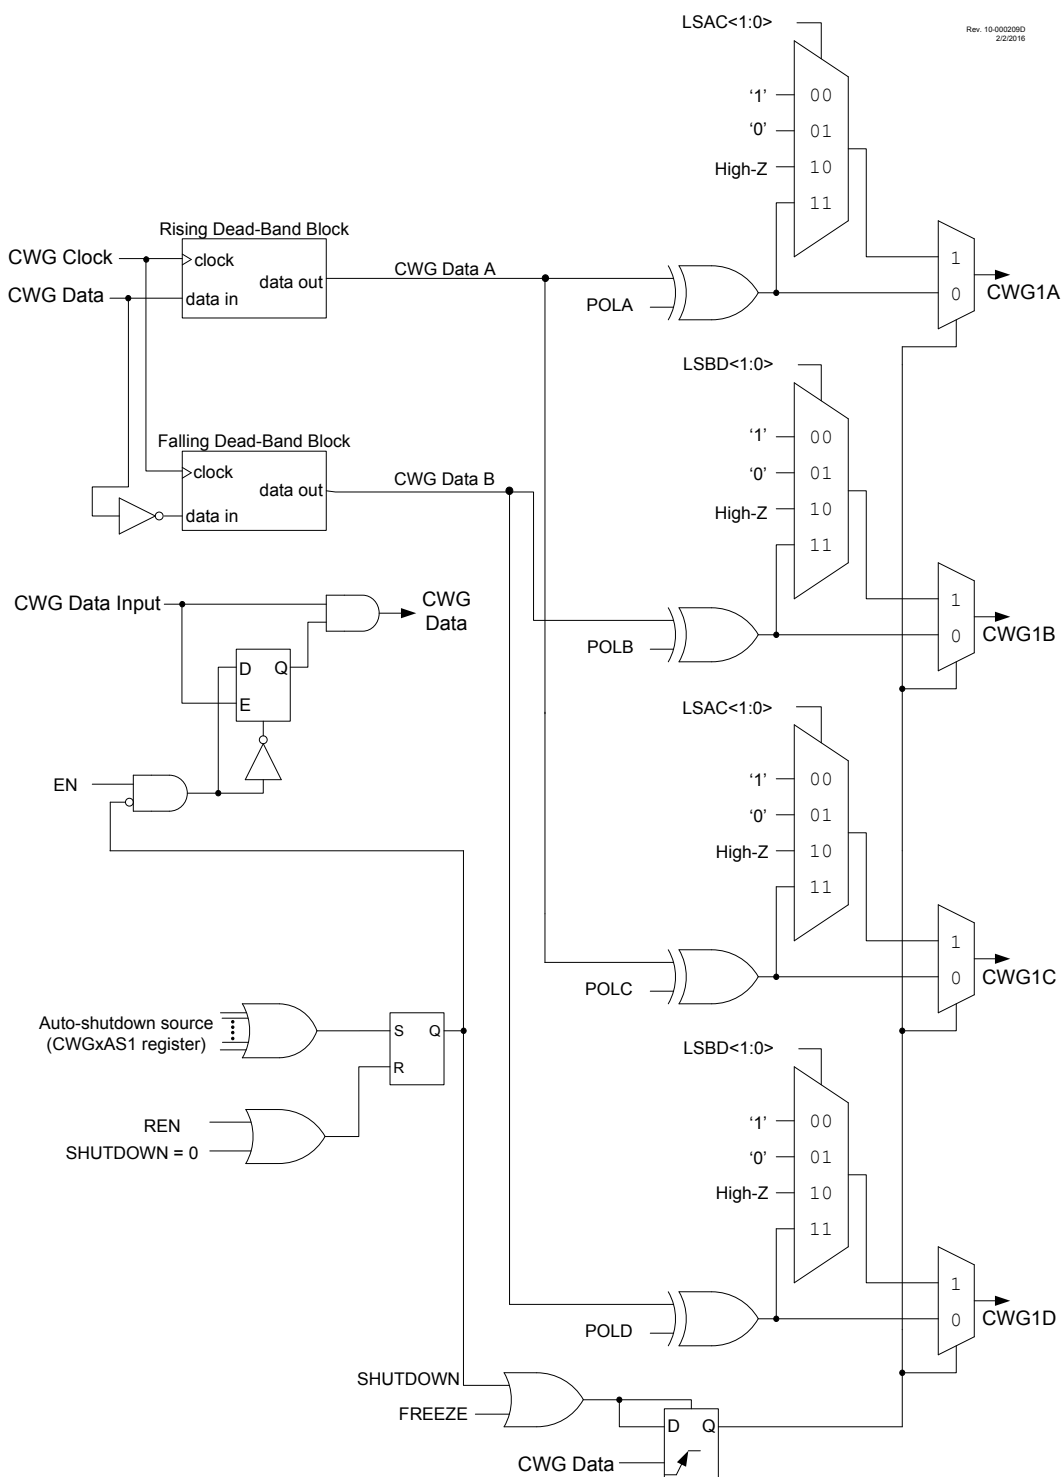 LSAC<1:0>
Rev. 10-000209D
2/2/2016
'1'
00
'0'
01
High-Z
10
11
Rising Dead-Band Block
CWG Clock
clock
data out
CWG Data
data in
CWG Data A
POLA
1
0
CWG1A
LSBD<1:0>
'1'
00
'0'
01
High-Z
10
11
Falling Dead-Band Block
clock
data out
data in
CWG Data B
CWG Data Input
CWG
Data
D
Q
E
POLB
1
0
CWG1B
LSAC<1:0>
EN
'1'
00
'0'
01
High-Z
10
11
1
0
CWG1C
POLC
Auto-shutdown source
(CWGxAS1 register)
S
Q
R
LSBD<1:0>
REN
SHUTDOWN = 0
'1'
00
'0'
01
High-Z
10
11
1
0
CWG1D
POLD
SHUTDOWN
FREEZE
D
Q
CWG Data